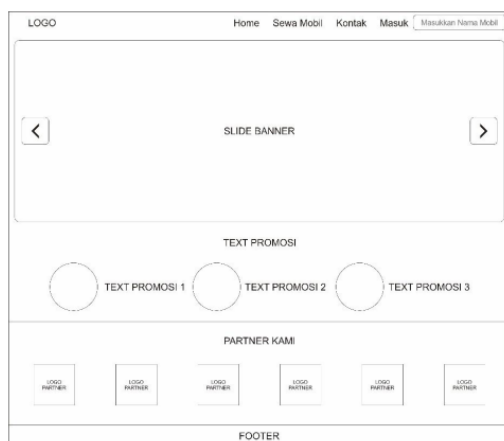 LOGO Home Sewa Mobil Kontak Masuk Masukkan Nama Mobil
SLIDE BANNER
TEXT PROMOSI
TEXT PROMOSI 1 TEXT PROMOSI 2 TEXT PROMOSI 3
PARTNER KAMI
LOGO LOGO LOGO LOGO LOGO LOGO
PARTNER PARTNER PARTNER PARTNER PARTNER PARTNER
FOOTER